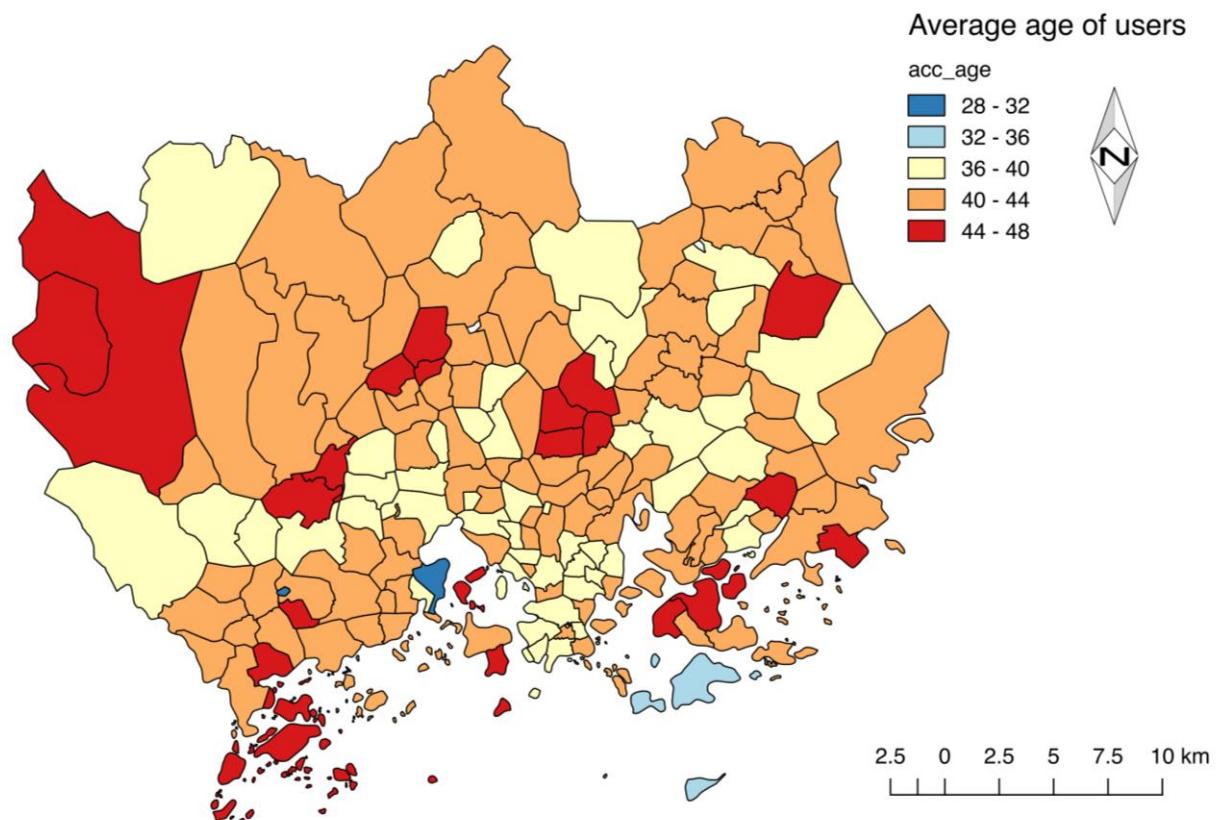 Average age of users
acc_age
28 - 32
32 - 36
36 - 40
40 - 44
44 - 48
N
2.5 0 2.5 5 7.5 10 km